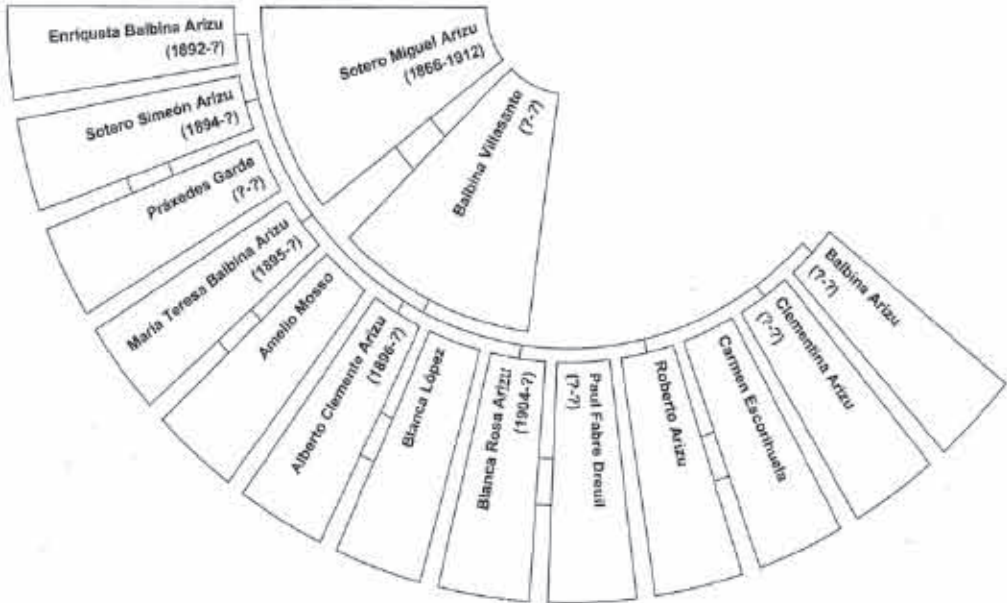 Enriqueta Balbina Arizu
(1892-?)
Sotero Simeón Arizu
(1894-?)
Práxedes Garde
(?-?)
María Teresa Balbina Arizu
(1895-?)
Amelio Mosso
Alberto Clemente Arizu
(1896-?)
Blanca López
Blanca Rosa Arizu
(1904-?)
Paul Fabre Dreuil
(?-?)
Roberto Arizu
Carmen Escorihuela
Clementina Arizu
(?-?)
Balbina Arizu
(?-?)
Sotero Miguel Arizu
(1866-1912)
Balbina Villasante
(?-?)